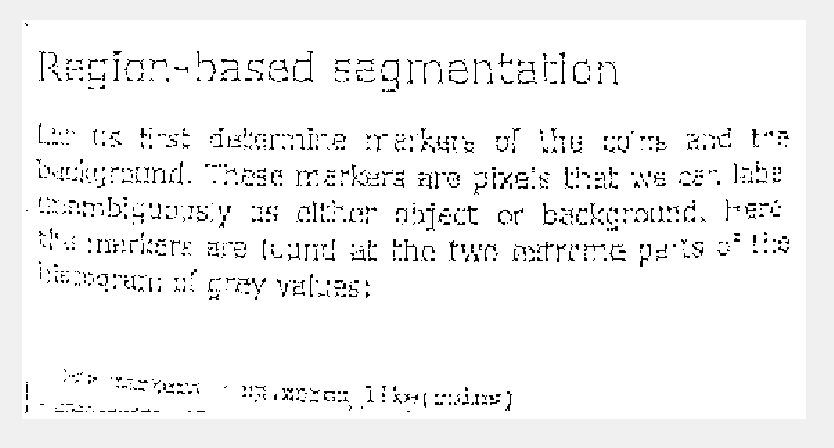 Region-based segmentation
Let us first determine markers of the coins and the
background. These markers are pixels that we can labe
unambiguously as either object or background. Here
the markers are found at the two extreme parts of the
histogram of grey values:
>>> markers = np.zeros_like(coins)